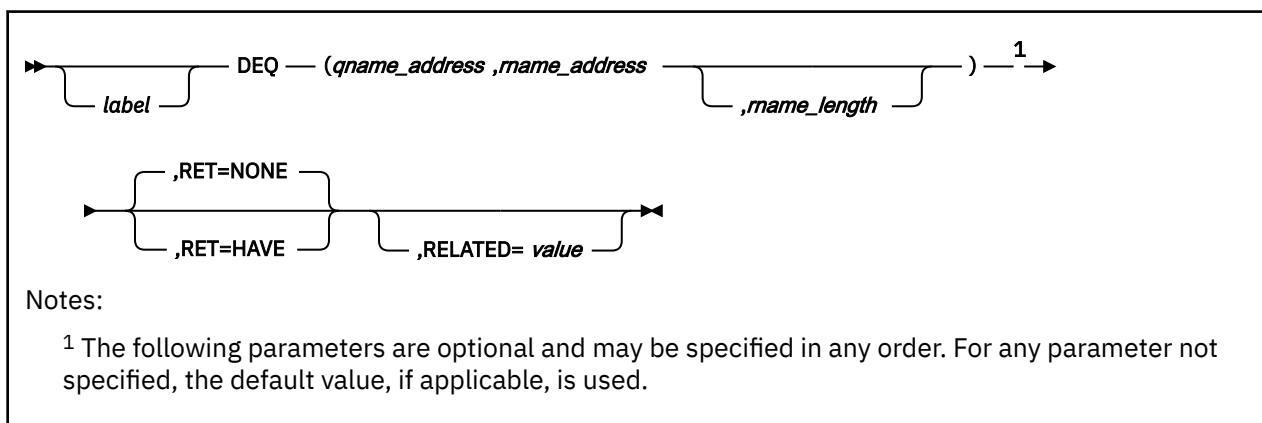 DEQ (qname_address ,rname_address ) 1
label ,rname_length
,RET=NONE
,RET=HAVE ,RELATED= value
Notes:
1 The following parameters are optional and may be specified in any order. For any parameter not
specified, the default value, if applicable, is used.